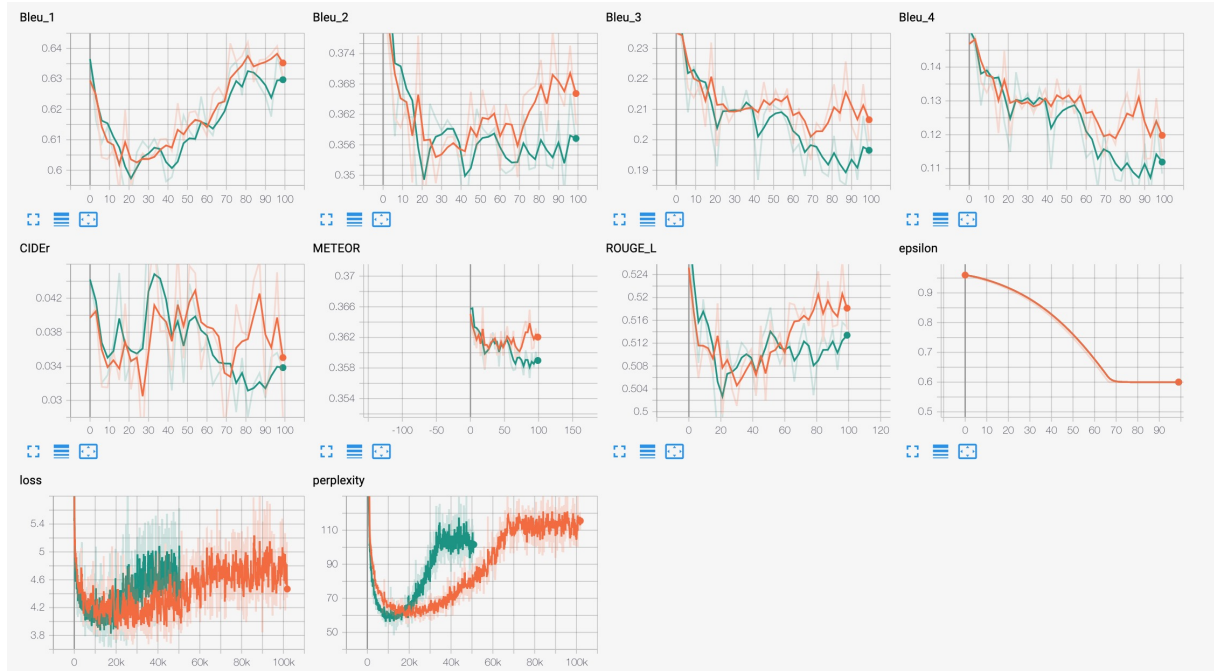 Bleu_1
0.64
0.63
0.62
0.61
0.6
0 10 20 30 40 50 60 70 80 90 100
Bleu_2
0.374
0.368
0.362
0.356
0.35
0 10 20 30 40 50 60 70 80 90 100
Bleu_3
0.23
0.22
0.21
0.2
0.19
0 10 20 30 40 50 60 70 80 90 100
Bleu_4
0.14
0.13
0.12
0.11
0 10 20 30 40 50 60 70 80 90 100
CIDEr
0.042
0.038
0.034
0.03
0 10 20 30 40 50 60 70 80 90 100
METEOR
0.37
0.366
0.362
0.358
0.354
-100 -50 0 50 100 150
ROUGE_L
0.524
0.52
0.516
0.512
0.508
0.504
0.5
0 20 40 60 80 100 120
epsilon
0.9
0.8
0.7
0.6
0.5
0 10 20 30 40 50 60 70 80 90
loss
5.4
5
4.6
4.2
3.8
0 20k 40k 60k 80k 100k
perplexity
110
90
70
50
0 20k 40k 60k 80k 100k